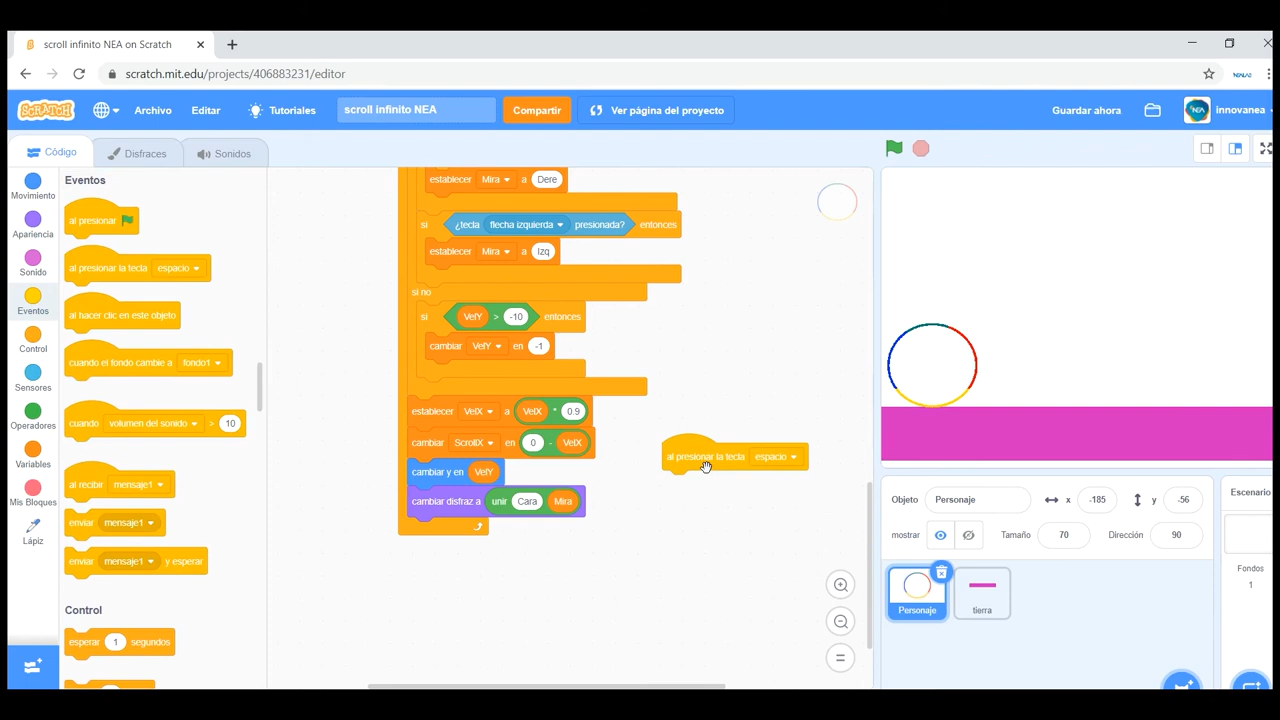 scroll infinito NEA on Scratch
scratch.mit.edu/projects/406883231/editor
SCRATCH Archivo Editar Tutoriales scroll infinito NEA Compartir Ver página del proyecto Guardar ahora NEA innovanea
Código Disfraces Sonidos
Movimiento
Apariencia
Sonido
Eventos
Control
Sensores
Operadores
Variables
Mis Bloques
Lápiz
Eventos
al presionar
al presionar la tecla espacio
al hacer clic en este objeto
cuando el fondo cambie a fondo1
cuando volumen del sonido > 10
al recibir mensaje1
enviar mensaje1
enviar mensaje1 y esperar
Control
esperar 1 segundos
establecer Mira a Dere
si ¿tecla flecha izquierda presionada? entonces
establecer Mira a Izq
si no
si VelY > -10 entonces
cambiar VelY en -1
establecer VelX a VelX * 0.9
cambiar ScrollX en 0 - VelX
cambiar y en VelY
cambiar disfraz a unir Cara Mira
al presionar la tecla espacio
Objeto Personaje x -185 y -56
mostrar Tamaño 70 Dirección 90
Personaje
tierra
Escenario
Fondos
1